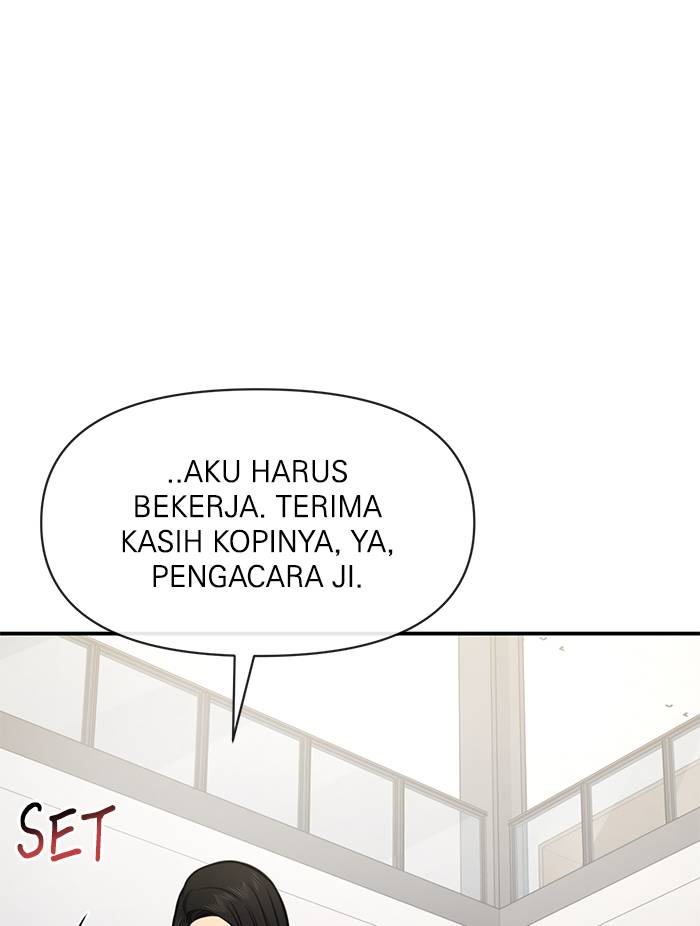 ..AKU HARUS
BEKERJA. TERIMA
KASIH KOPINYA, YA,
PENGACARA JI.
SET